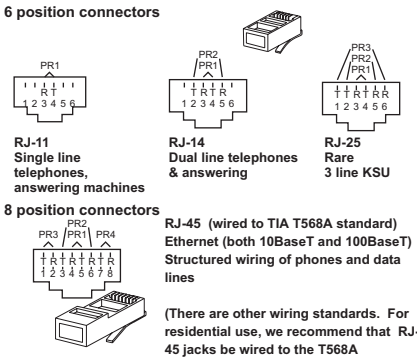 6 position connectors
PR1
R T
1 2 3 4 5 6
RJ-11
Single line
telephones,
answering machines
PR2
PR1
T R T R
1 2 3 4 5 6
RJ-14
Dual line telephones
& answering
PR3
PR2
PR1
T T R T R R
1 2 3 4 5 6
RJ-25
Rare
3 line KSU
8 position connectors
PR2
PR3 PR1 PR4
T R T R T R T R
1 2 3 4 5 6 7 8
RJ-45 (wired to TIA T568A standard)
Ethernet (both 10BaseT and 100BaseT)
Structured wiring of phones and data
lines
(There are other wiring standards. For
residential use, we recommend that RJ-
45 jacks be wired to the T568A